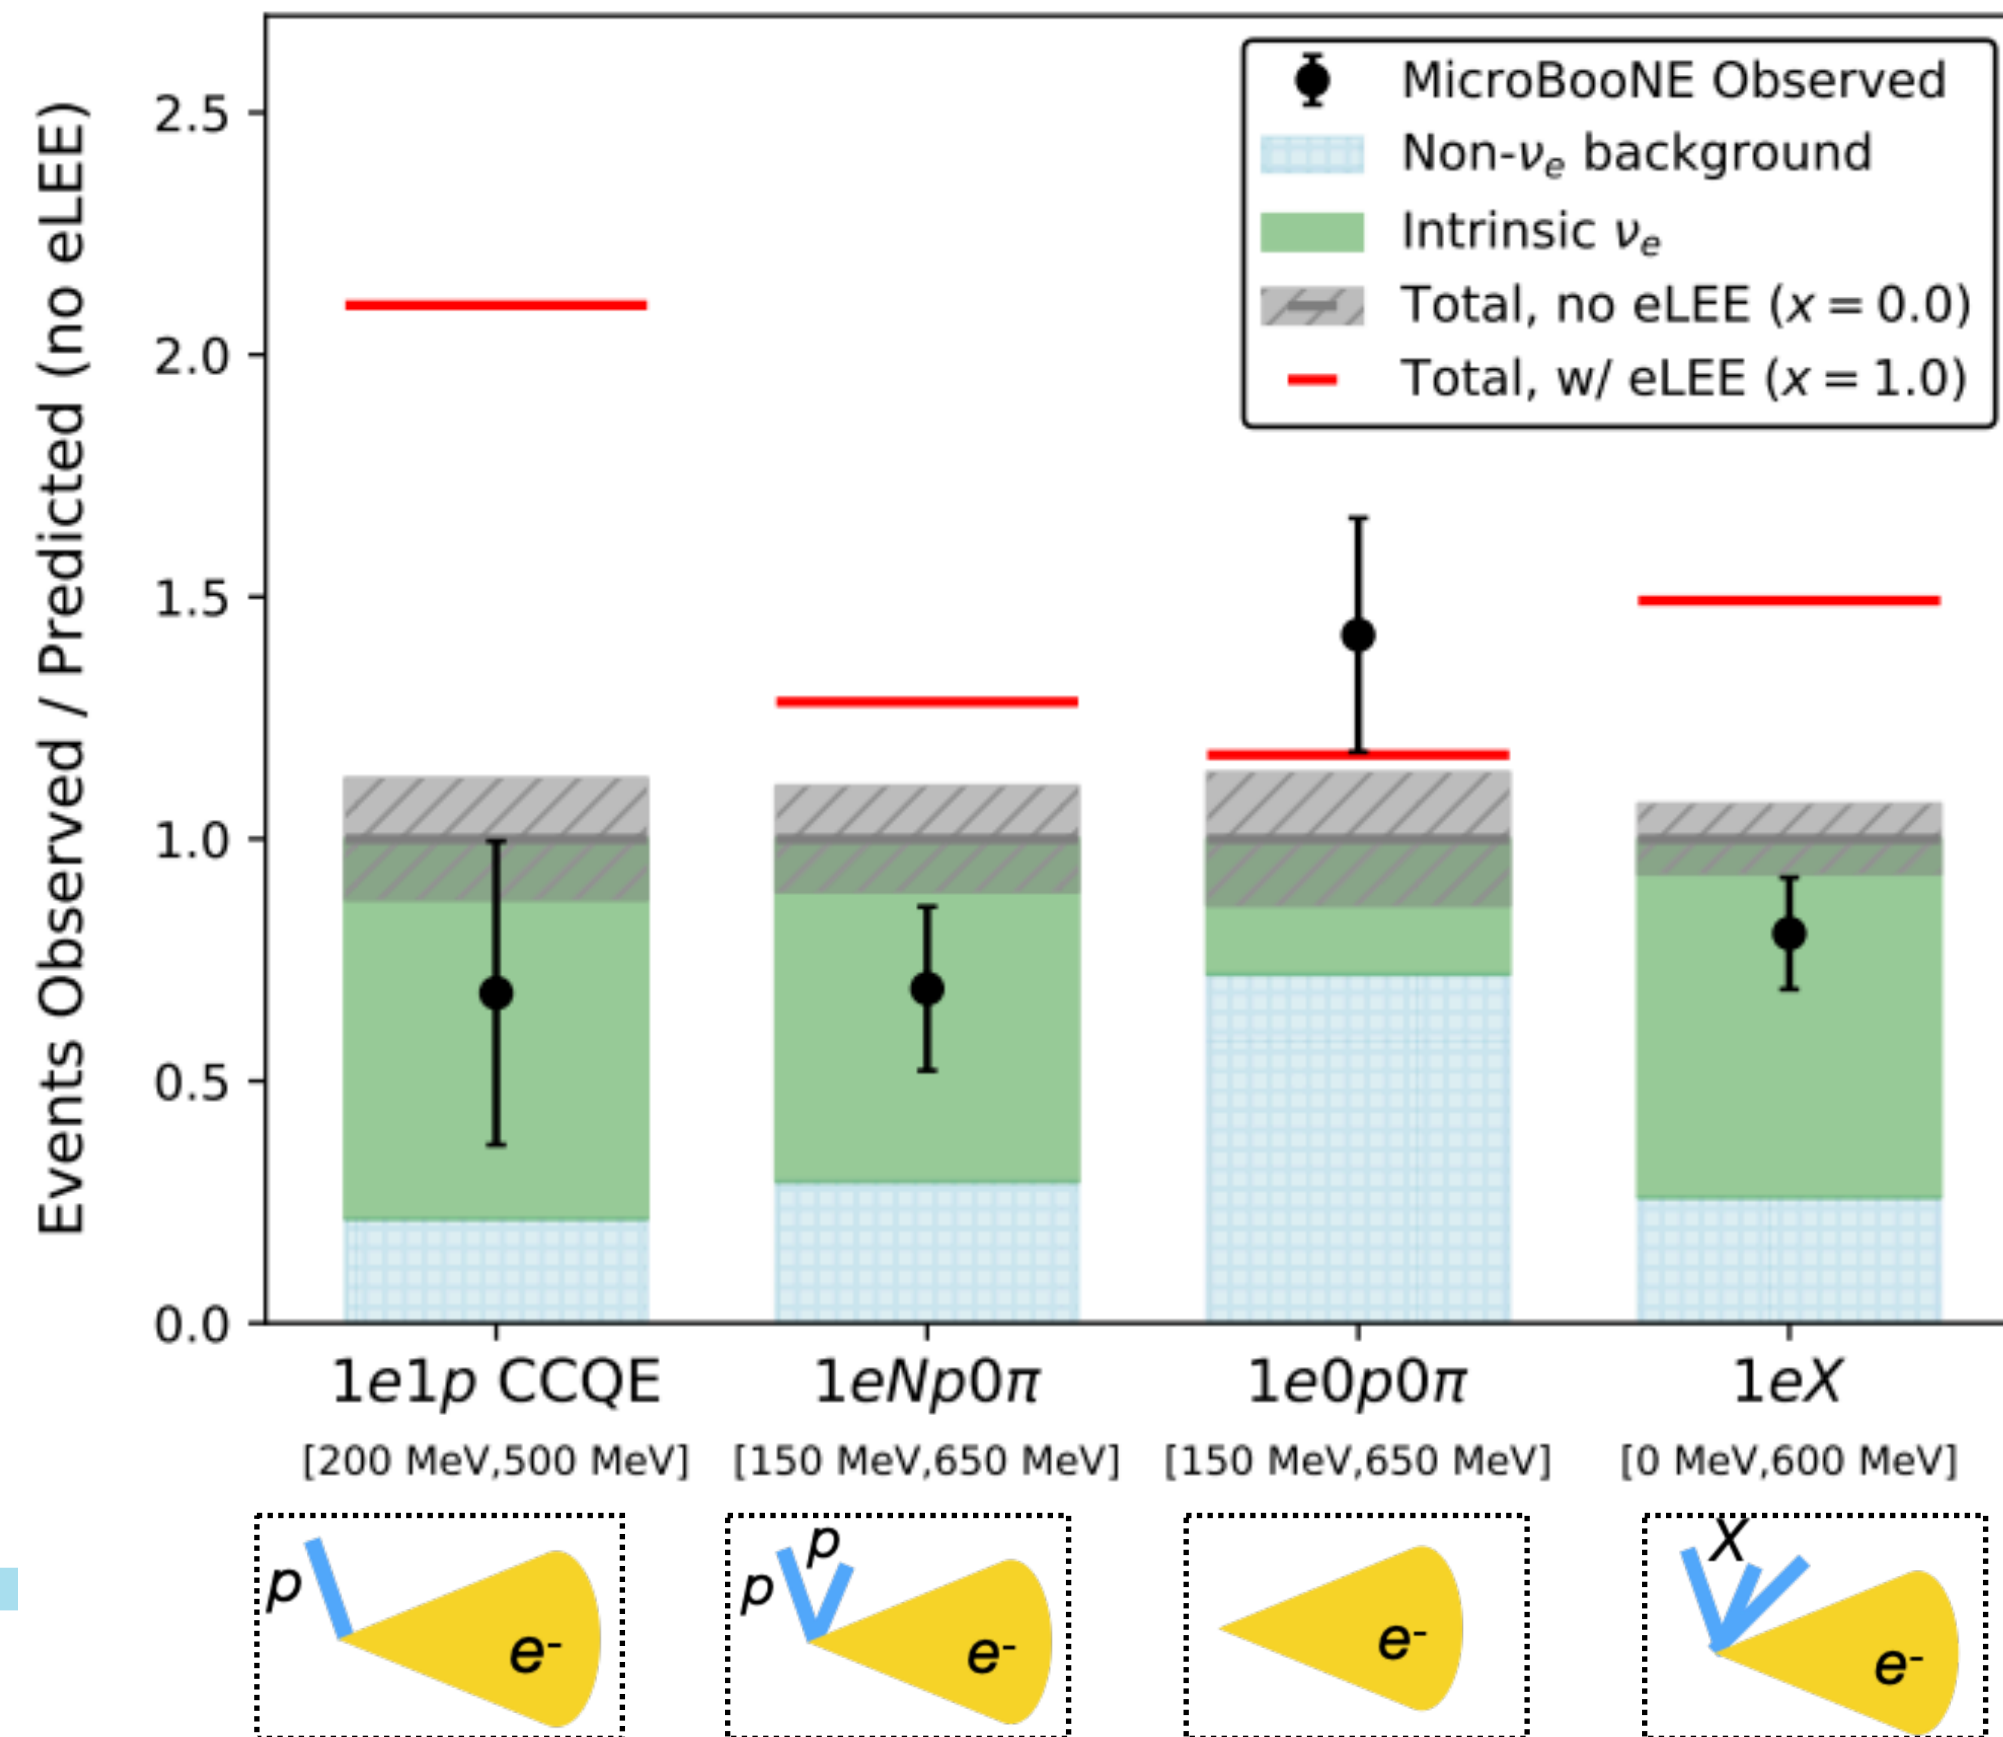 Events Observed / Predicted (no eLEE)
2.5
2.0
1.5
1.0
0.5
0.0
MicroBooNE Observed
Non-νₑ background
Intrinsic νₑ
Total, no eLEE (x = 0.0)
Total, w/ eLEE (x = 1.0)
1e1p CCQE
1eNp0π
1e0p0π
1eX
[200 MeV,500 MeV]
[150 MeV,650 MeV]
[150 MeV,650 MeV]
[0 MeV,600 MeV]
p
e⁻
p
p
e⁻
e⁻
X
e⁻